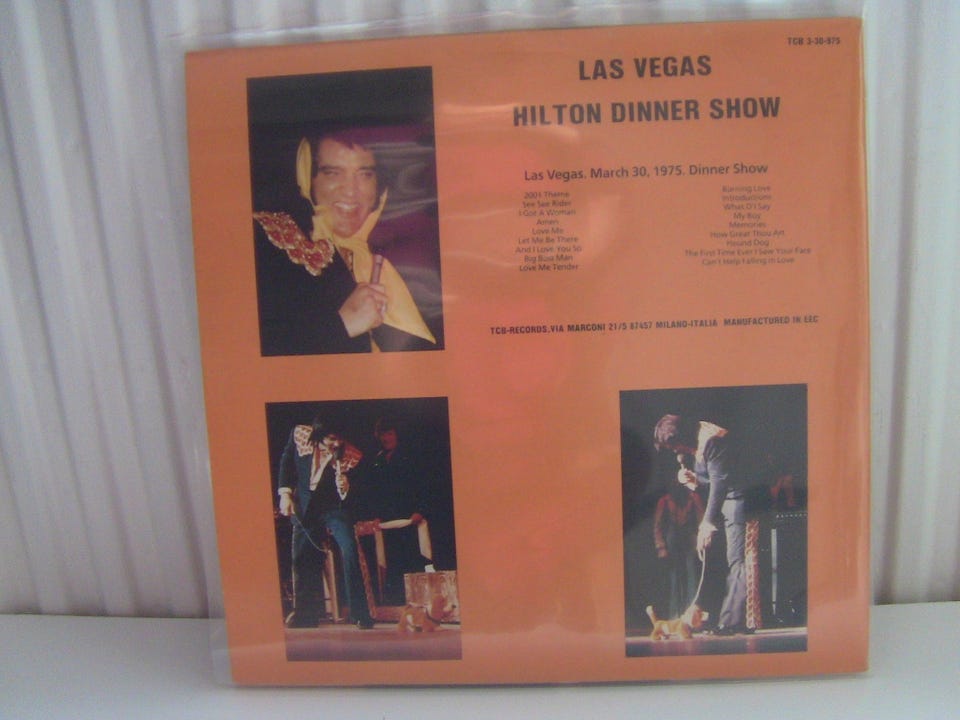 TCB 3-30-975
LAS VEGAS
HILTON DINNER SHOW
Las Vegas. March 30, 1975. Dinner Show
2001 Theme
See See Rider
I Got A Woman
Amen
Love Me
Let Me Be There
And I Love You So
Big Boss Man
Love Me Tender
Burning Love
Introductions
What D'I Say
My Boy
Memories
How Great Thou Art
Hound Dog
The First Time Ever I Saw Your Face
Can't Help Falling in Love
TCB-RECORDS,VIA MARCONI 21/5 87457 MILANO-ITALIA MANUFACTURED IN EEC